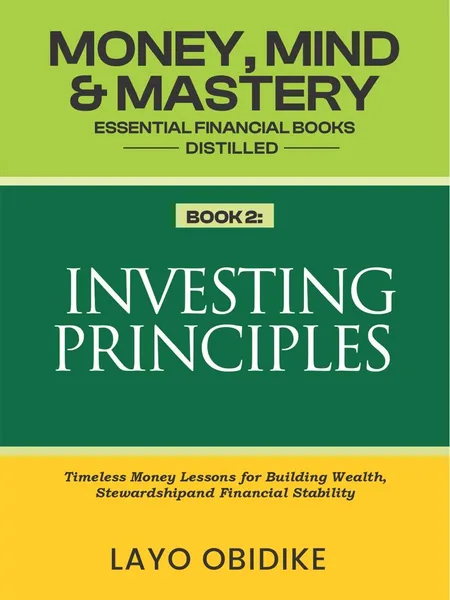 MONEY, MIND
& MASTERY
ESSENTIAL FINANCIAL BOOKS
DISTILLED
BOOK 2:
INVESTING
PRINCIPLES
Timeless Money Lessons for Building Wealth,
Stewardshipand Financial Stability
LAYO OBIDIKE